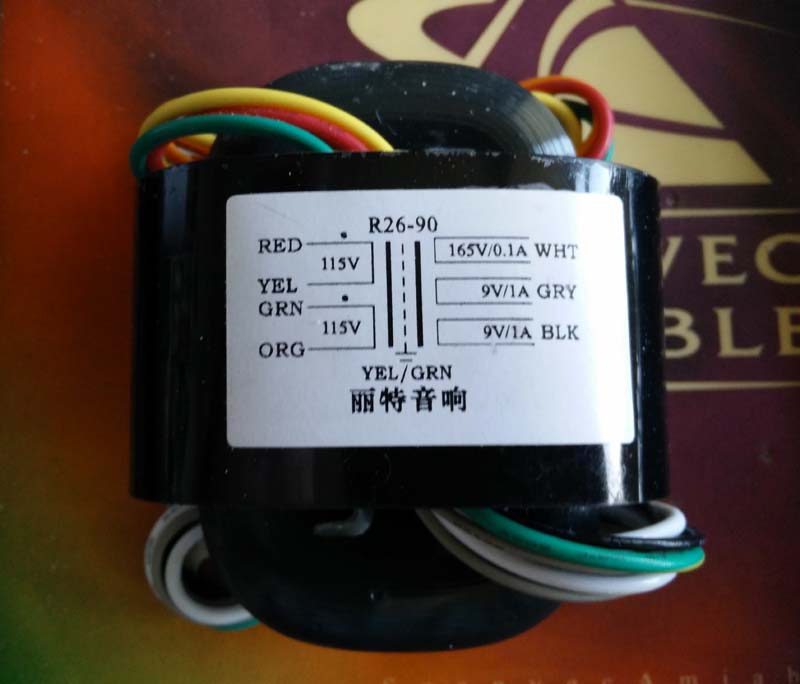 R26-90
RED
115V
165V/0.1A WHT
YEL
9V/1A GRY
GRN
115V
9V/1A BLK
ORG
YEL/GRN
丽特音响
VEC
BLE